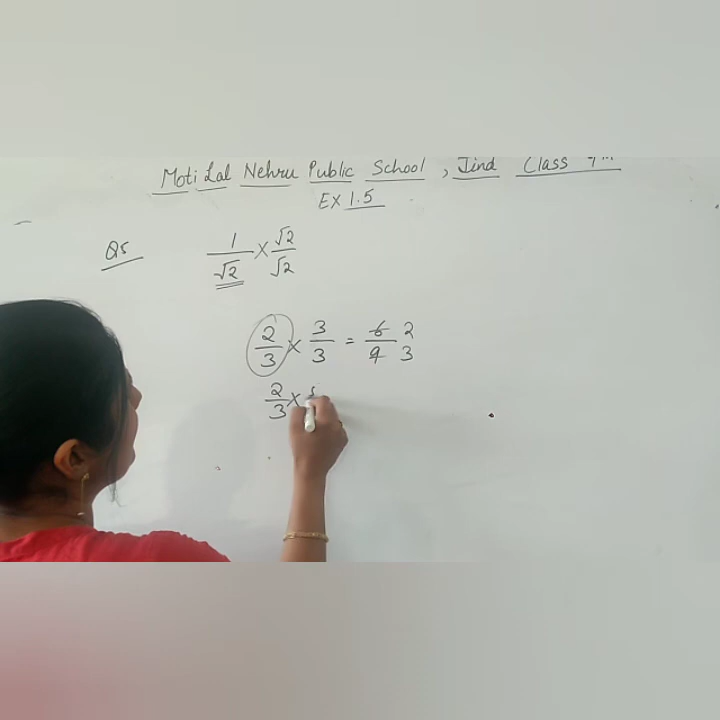 Moti Lal Nehru Public School , Jind Class 9th
EX 1.5
Q5 1/√2 × √2/√2
2/3 × 3/3 = 6/9 2/3
2/3 ×